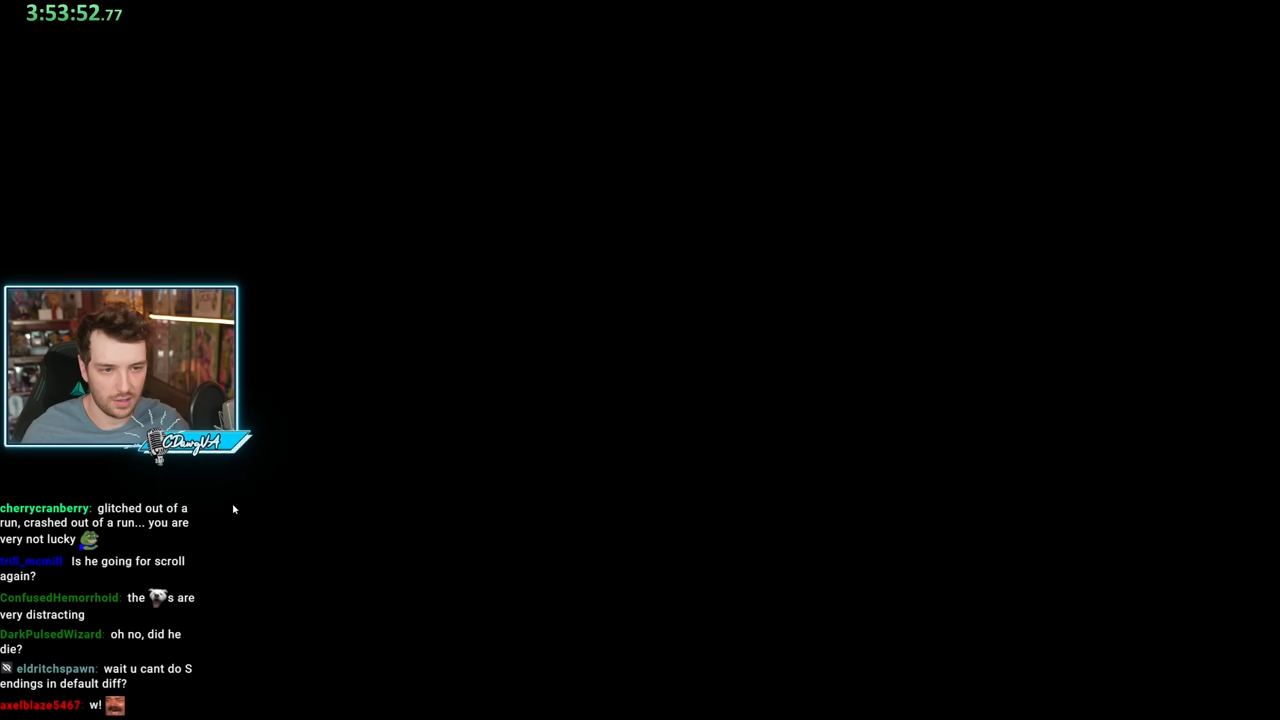 3:53:52.77
CDawgVA
cherrycranberry: glitched out of a
run, crashed out of a run... you are
very not lucky
trill_mcmill: Is he going for scroll
again?
ConfusedHemorrhoid: the s are
very distracting
DarkPulsedWizard: oh no, did he
die?
eldritchspawn: wait u cant do S
endings in default diff?
axelblaze5467: w!